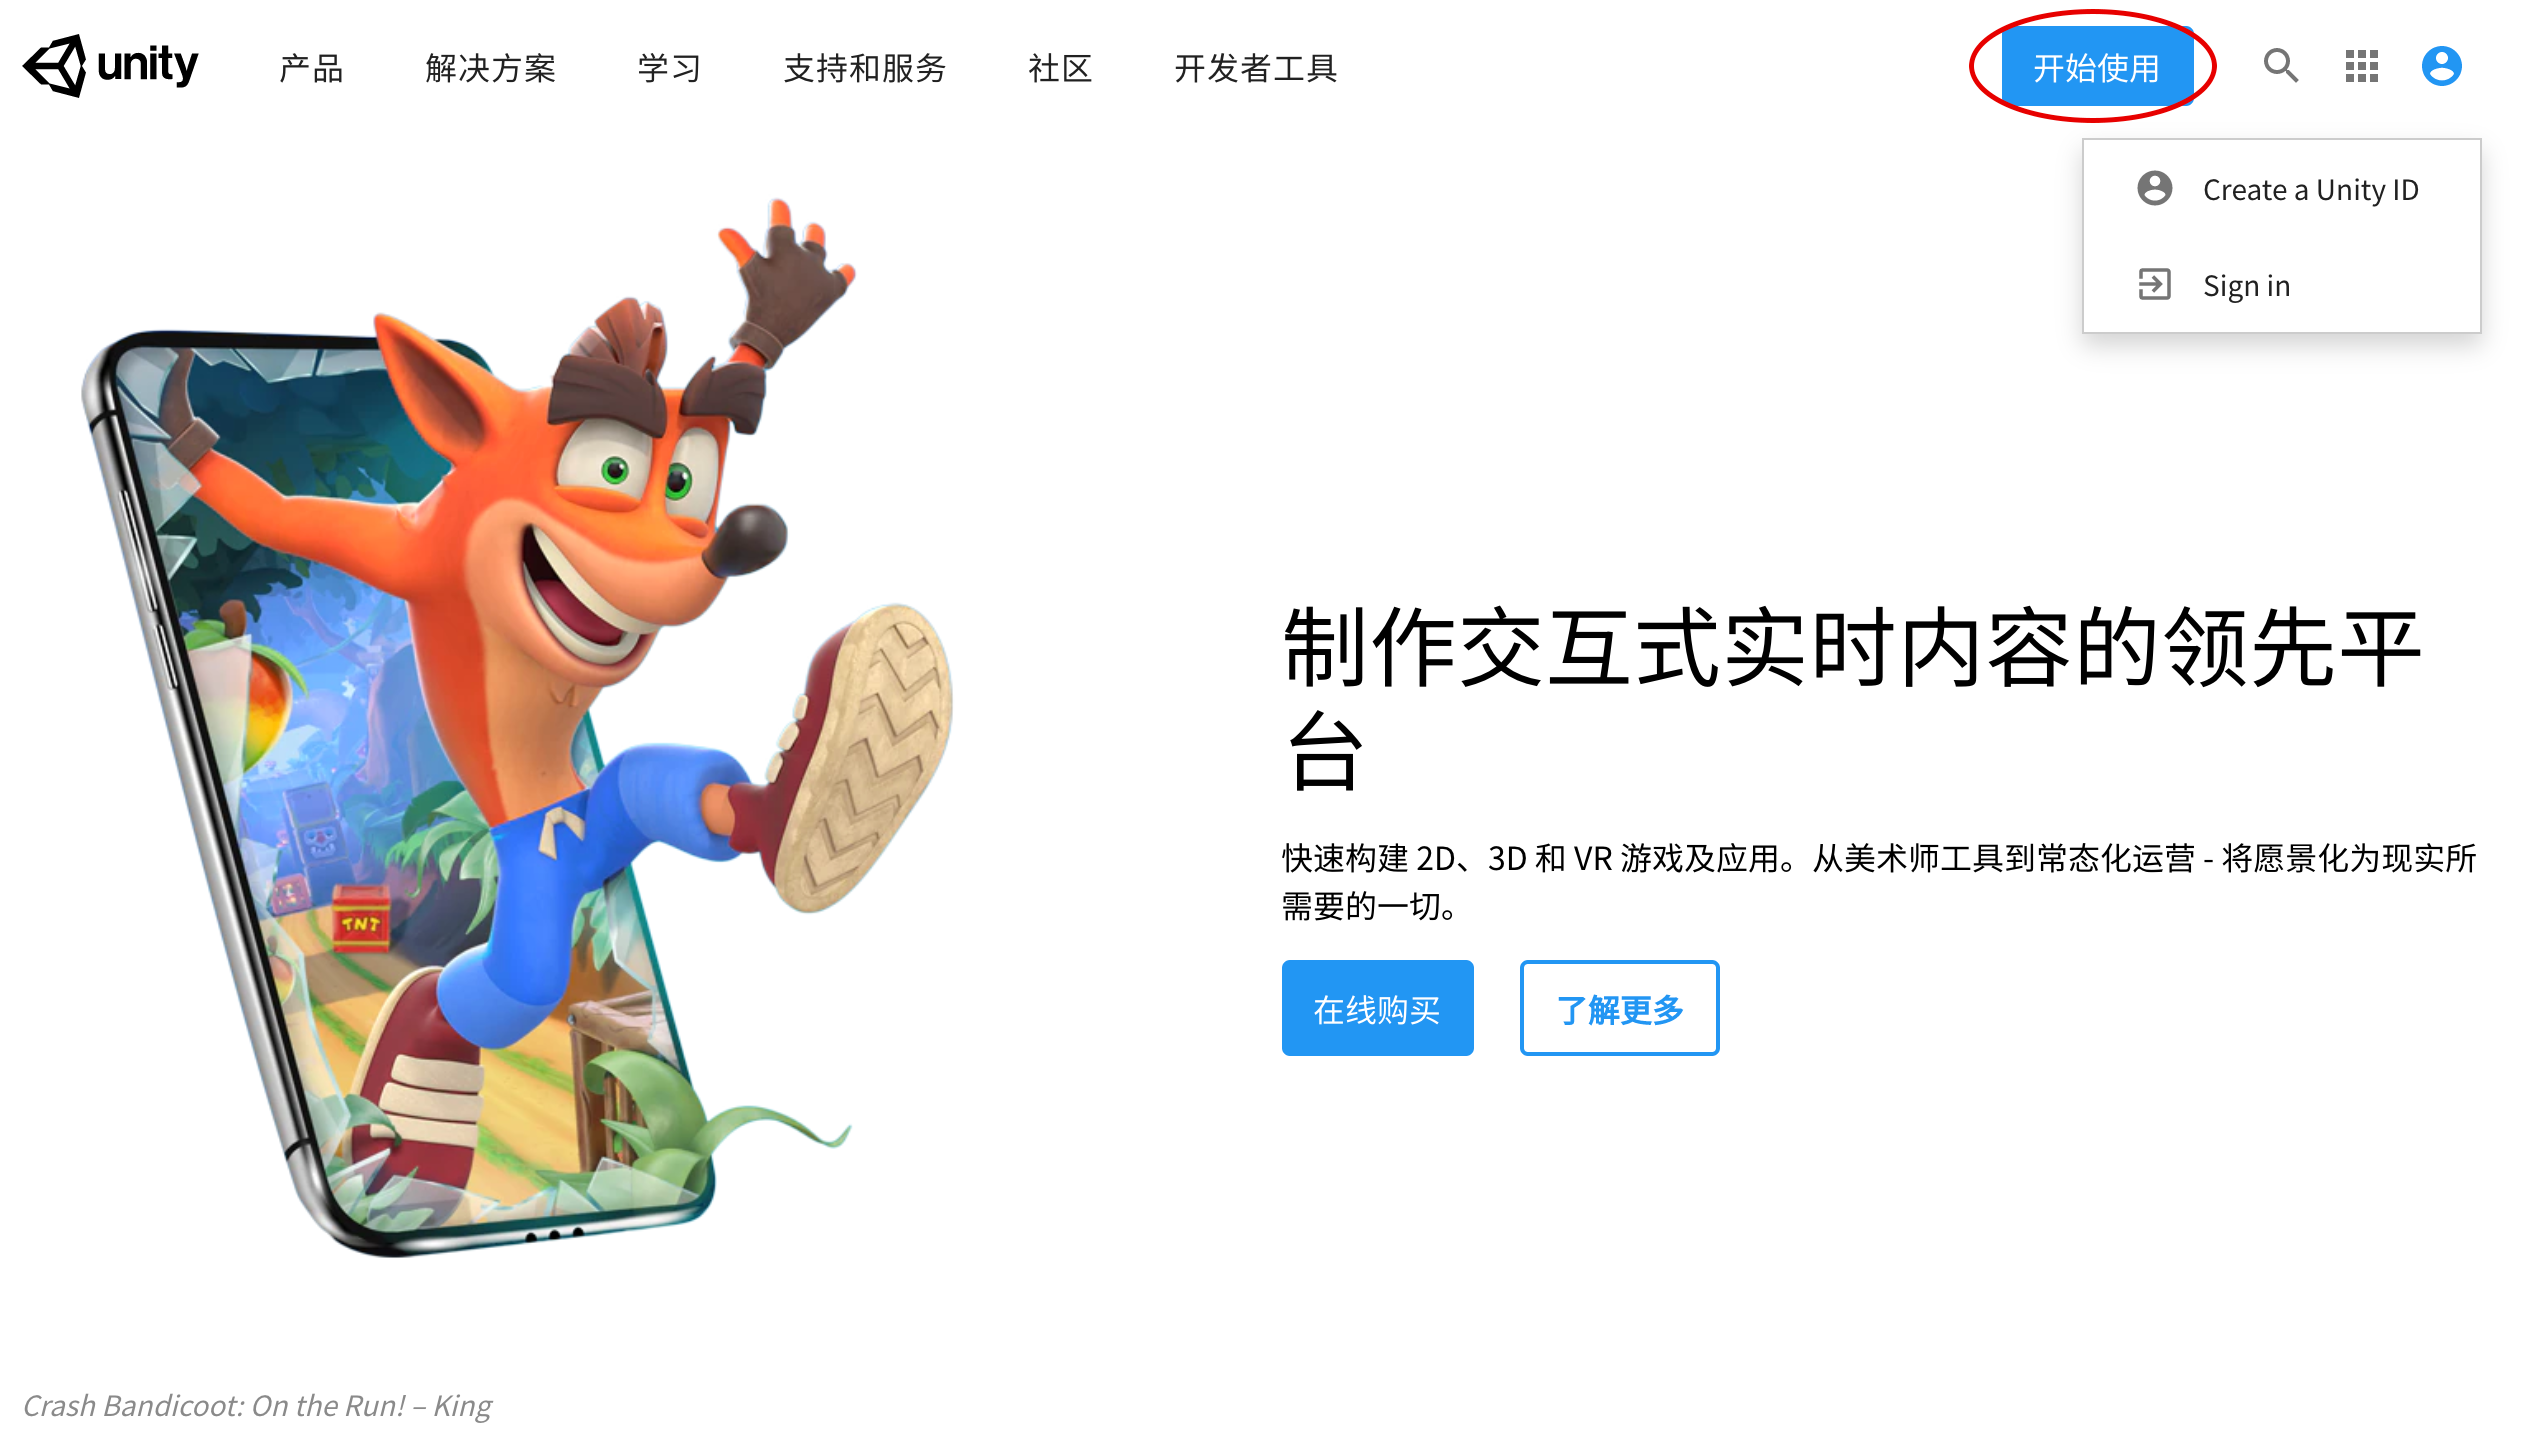 unity
产品
解决方案
学习
支持和服务
社区
开发者工具
开始使用
Create a Unity ID
Sign in
TNT
制作交互式实时内容的领先平
台
快速构建 2D、3D 和 VR 游戏及应用。从美术师工具到常态化运营 - 将愿景化为现实所
需要的一切。
在线购买
了解更多
Crash Bandicoot: On the Run! – King